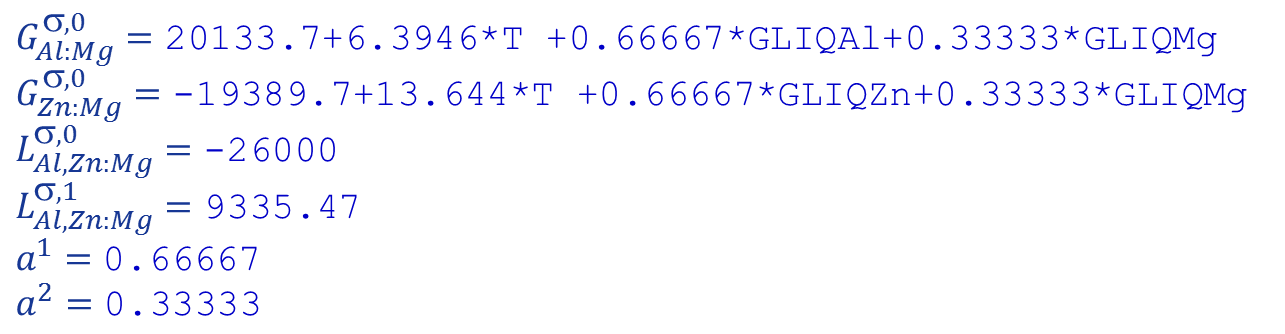 G^{σ,0}_{Al:Mg} = 20133.7+6.3946*T +0.66667*GLIQAl+0.33333*GLIQMg
G^{σ,0}_{Zn:Mg} = -19389.7+13.644*T +0.66667*GLIQZn+0.33333*GLIQMg
L^{σ,0}_{Al,Zn:Mg} = -26000
L^{σ,1}_{Al,Zn:Mg} = 9335.47
a^1 = 0.66667
a^2 = 0.33333